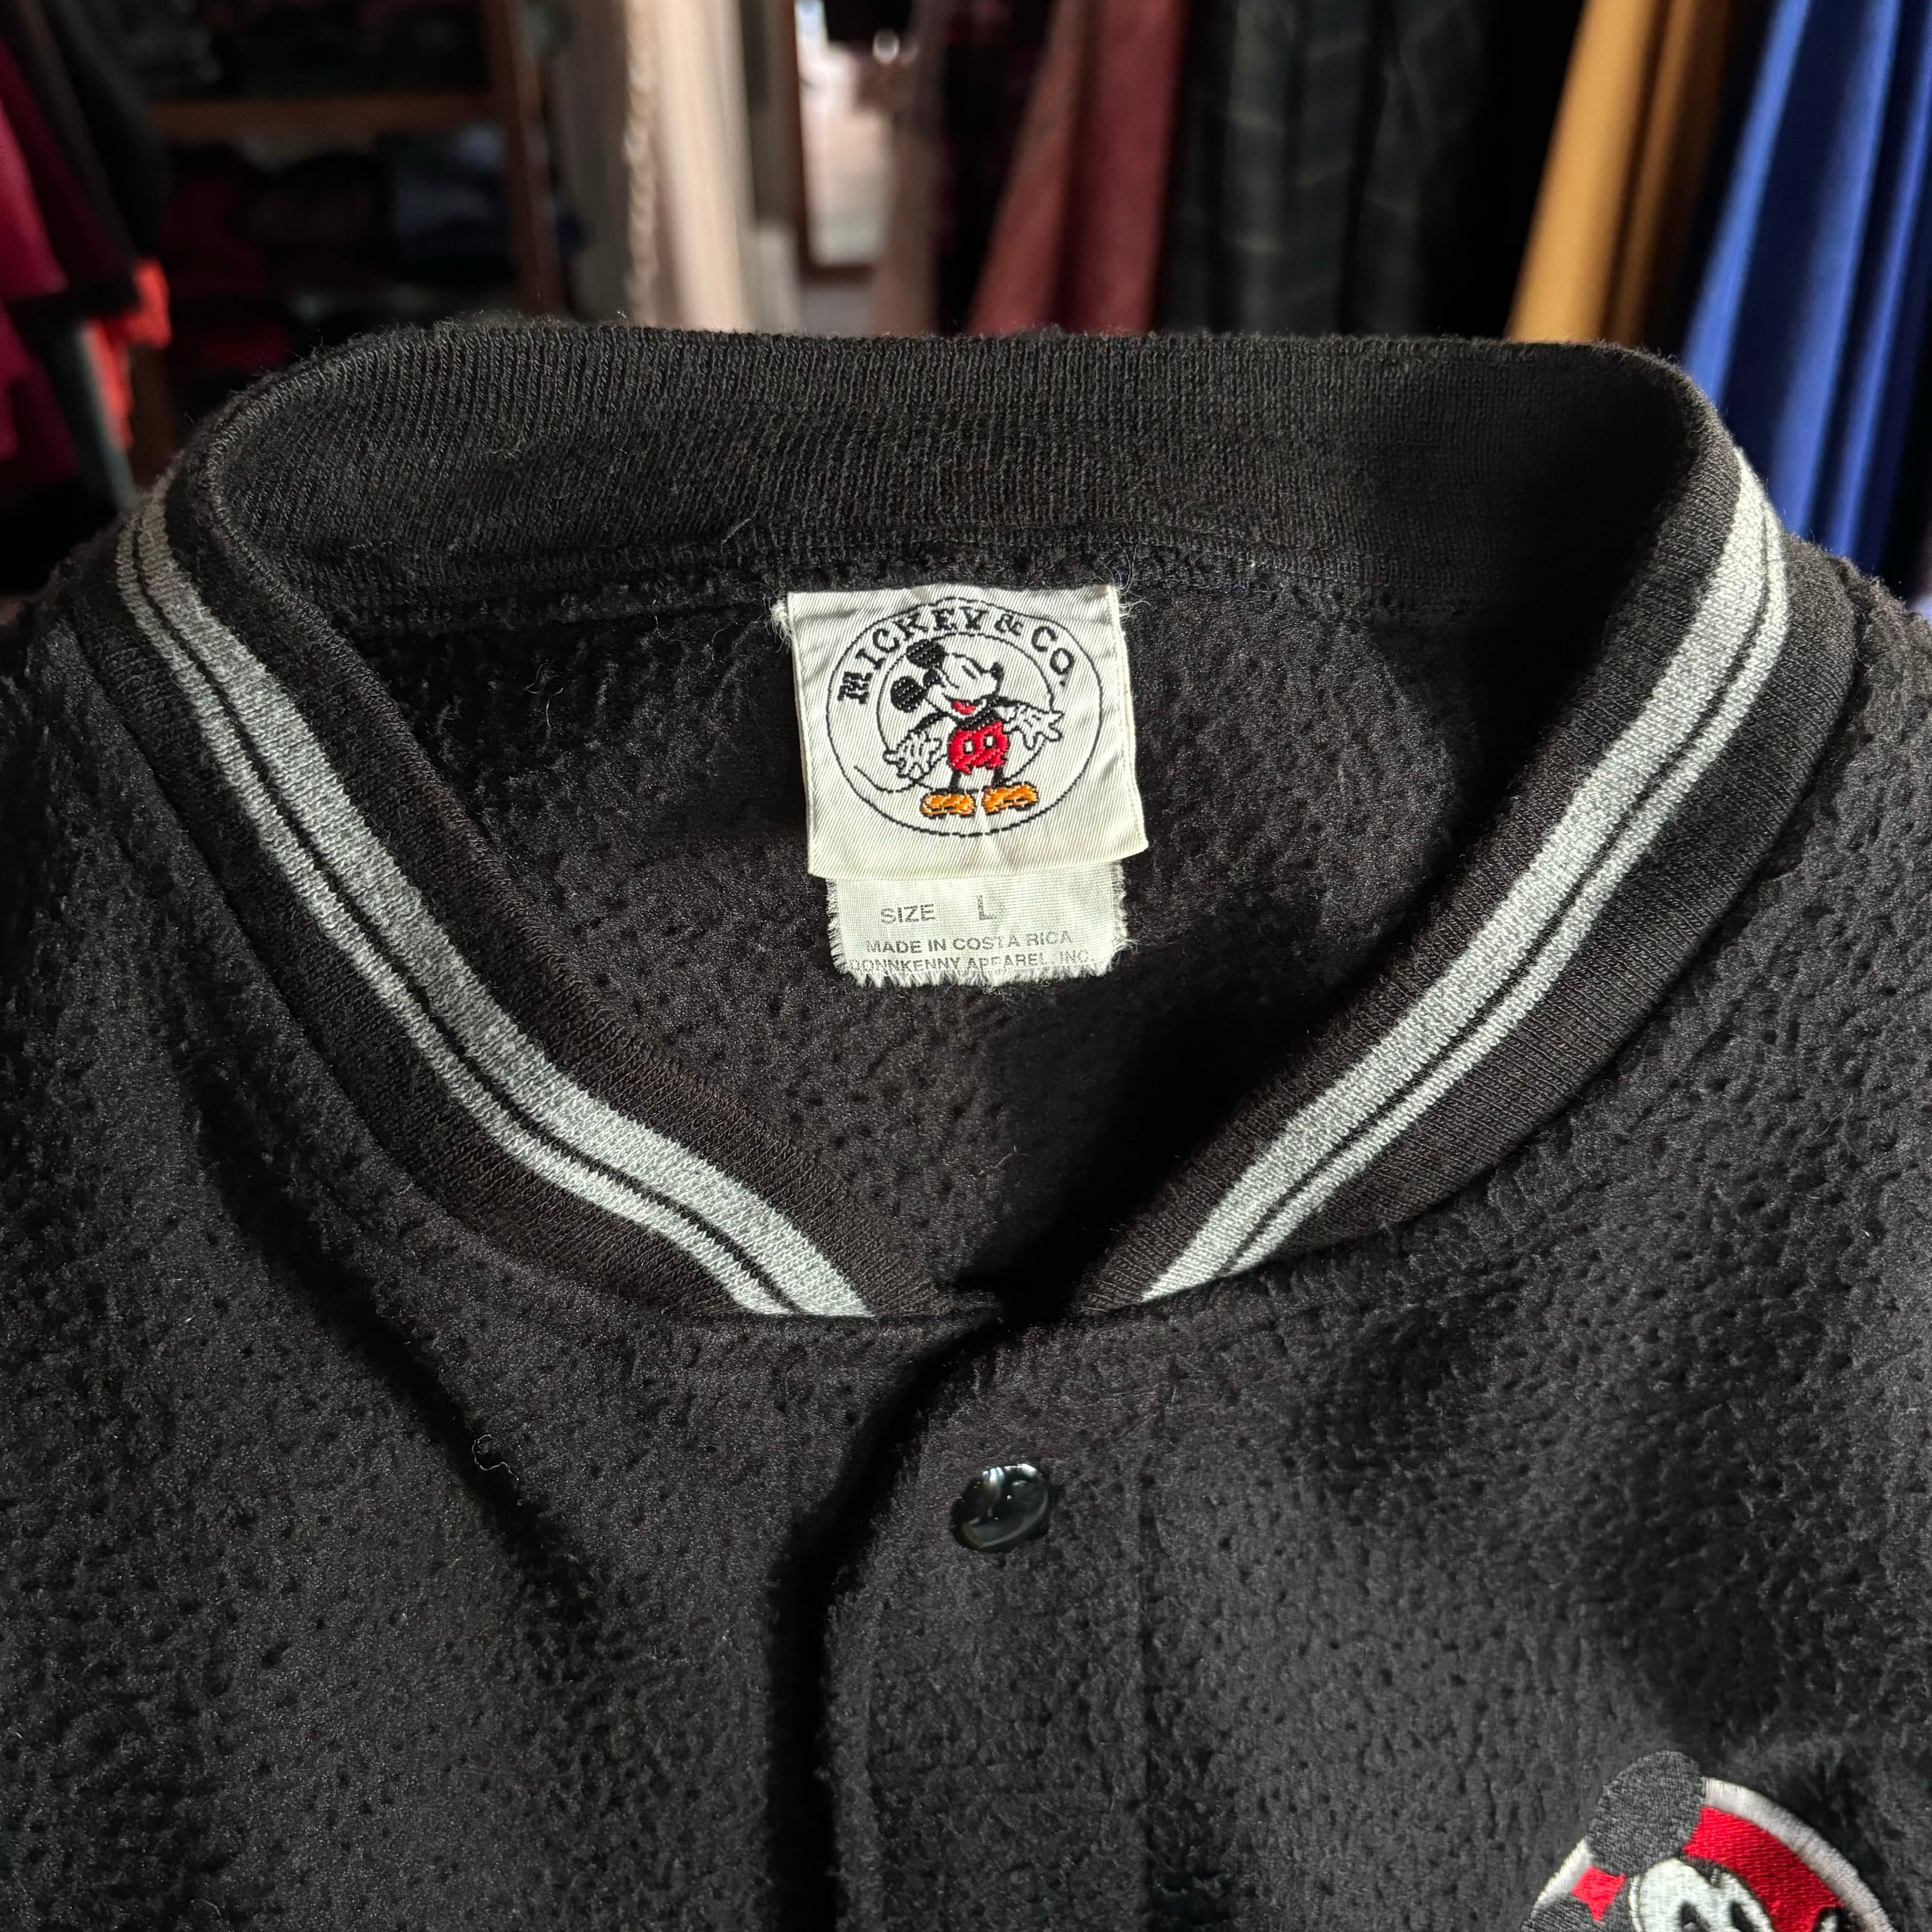 MICKEY & CO.
SIZE L
MADE IN COSTA RICA
DONNKENNY APPAREL, INC.